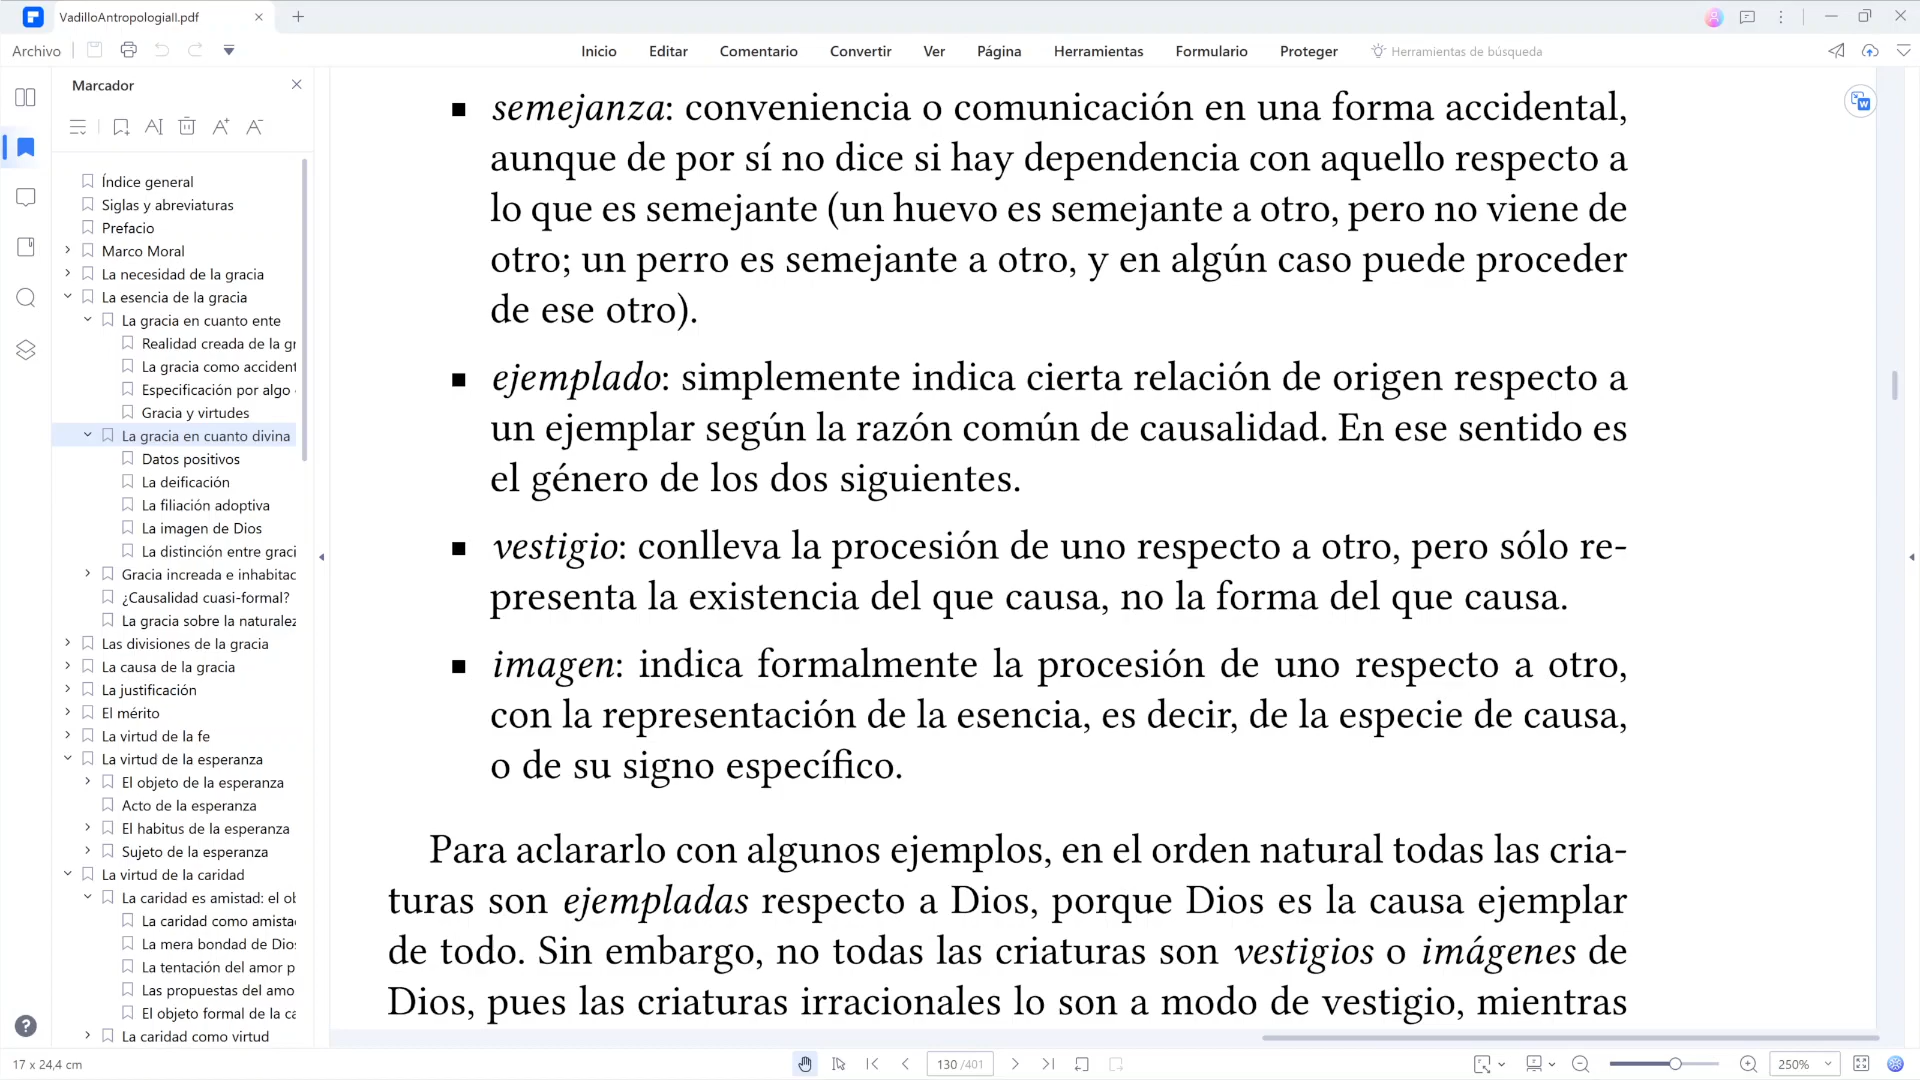 VadilloAntropologiaII.pdf
Archivo
Inicio
Editar
Comentario
Convertir
Ver
Página
Herramientas
Formulario
Proteger
Herramientas de búsqueda
Marcador
Índice general
Siglas y abreviaturas
Prefacio
Marco Moral
La necesidad de la gracia
La esencia de la gracia
La gracia en cuanto ente
Realidad creada de la gr
La gracia como accident
Especificación por algo
Gracia y virtudes
La gracia en cuanto divina
Datos positivos
La deificación
La filiación adoptiva
La imagen de Dios
La distinción entre graci
Gracia increada e inhabitac
¿Causalidad cuasi-formal?
La gracia sobre la naturalez
Las divisiones de la gracia
La causa de la gracia
La justificación
El mérito
La virtud de la fe
La virtud de la esperanza
El objeto de la esperanza
Acto de la esperanza
El habitus de la esperanza
Sujeto de la esperanza
La virtud de la caridad
La caridad es amistad: el ob
La caridad como amista
La mera bondad de Dios
La tentación del amor p
Las propuestas del amo
El objeto formal de la ca
La caridad como virtud
semejanza: conveniencia o comunicación en una forma accidental,
aunque de por sí no dice si hay dependencia con aquello respecto a
lo que es semejante (un huevo es semejante a otro, pero no viene de
otro; un perro es semejante a otro, y en algún caso puede proceder
de ese otro).
ejemplado: simplemente indica cierta relación de origen respecto a
un ejemplar según la razón común de causalidad. En ese sentido es
el género de los dos siguientes.
vestigio: conlleva la procesión de uno respecto a otro, pero sólo re-
presenta la existencia del que causa, no la forma del que causa.
imagen: indica formalmente la procesión de uno respecto a otro,
con la representación de la esencia, es decir, de la especie de causa,
o de su signo específico.
Para aclararlo con algunos ejemplos, en el orden natural todas las cria-
turas son ejempladas respecto a Dios, porque Dios es la causa ejemplar
de todo. Sin embargo, no todas las criaturas son vestigios o imágenes de
Dios, pues las criaturas irracionales lo son a modo de vestigio, mientras
17 x 24,4 cm
130 /401
250%